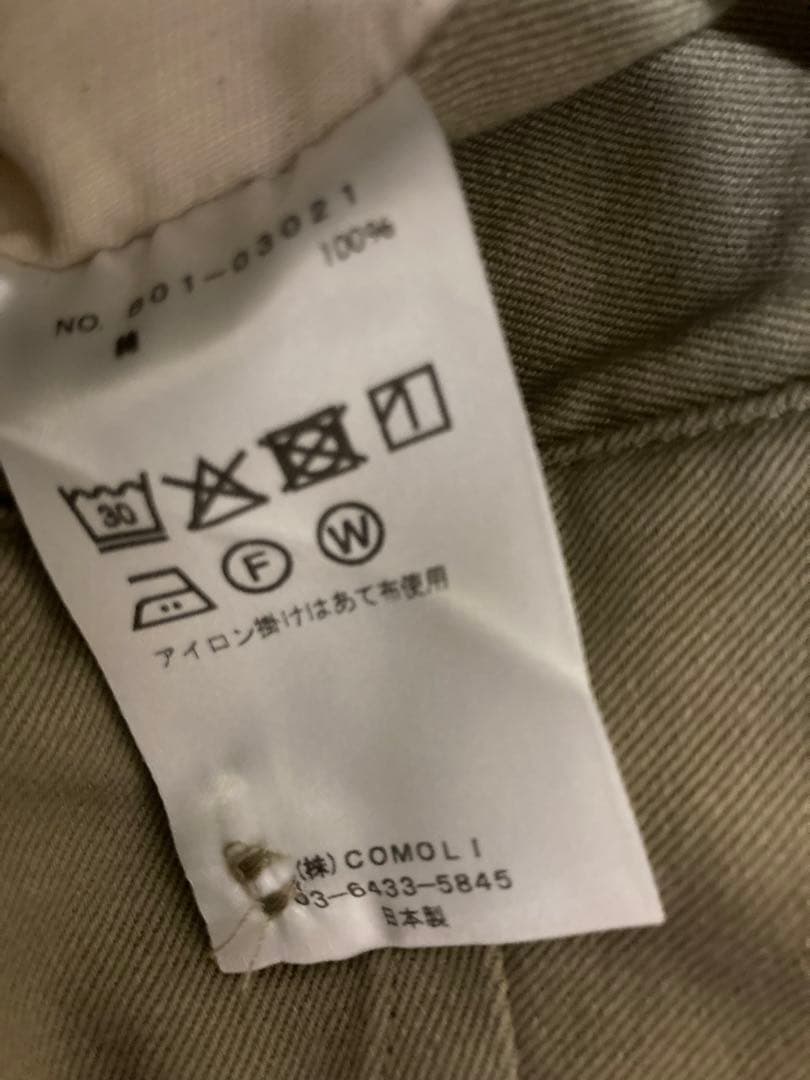 NO. 601-03021
綿 100%
30
F W
アイロン掛けはあて布使用
(株)COMOLI
03-6433-5845
日本製